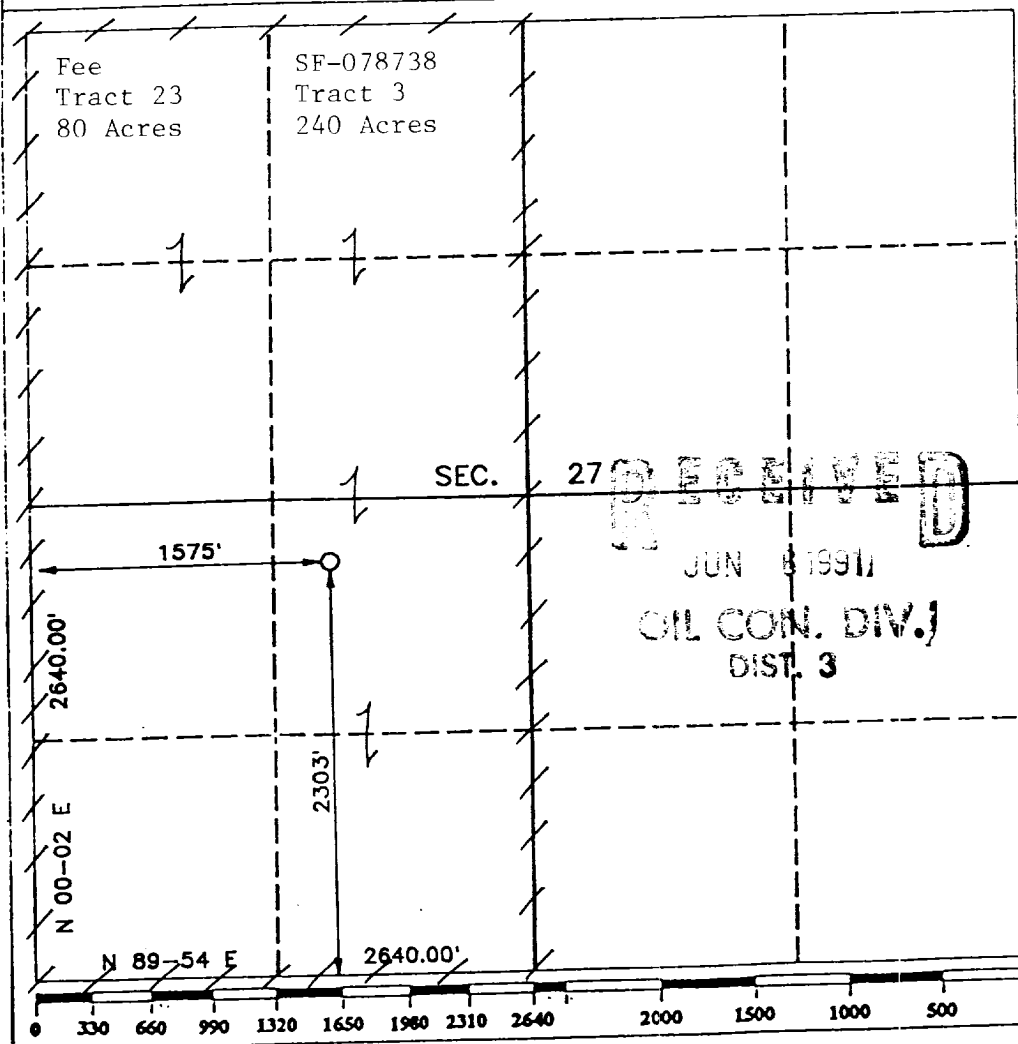 Fee
Tract 23
80 Acres
SF-078738
Tract 3
240 Acres
SEC. 27
RECEIVED
JUN 1991
OIL CON. DIV.
DIST. 3
1575'
2640.00'
2303'
N 00-02 E
N 89-54 E 2640.00'
0 330 660 990 1320 1650 1980 2310 2640 2000 1500 1000 500